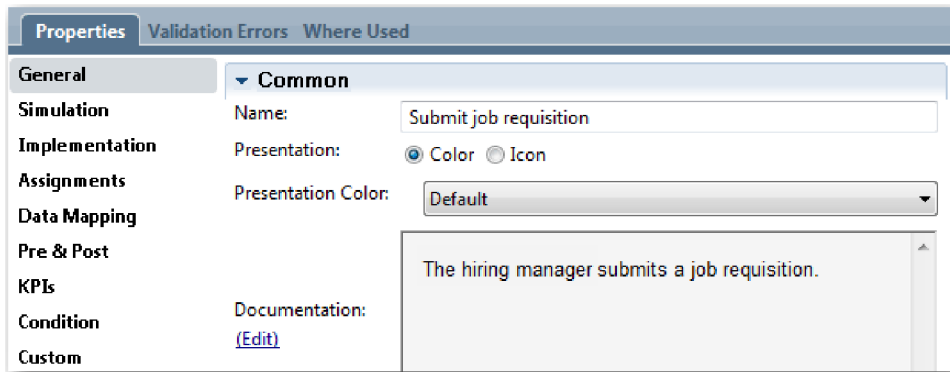 Properties Validation Errors Where Used
General
Simulation
Implementation
Assignments
Data Mapping
Pre & Post
KPIs
Condition
Custom
Common
Name: Submit job requisition
Presentation: Color Icon
Presentation Color: Default
The hiring manager submits a job requisition.
Documentation:
(Edit)